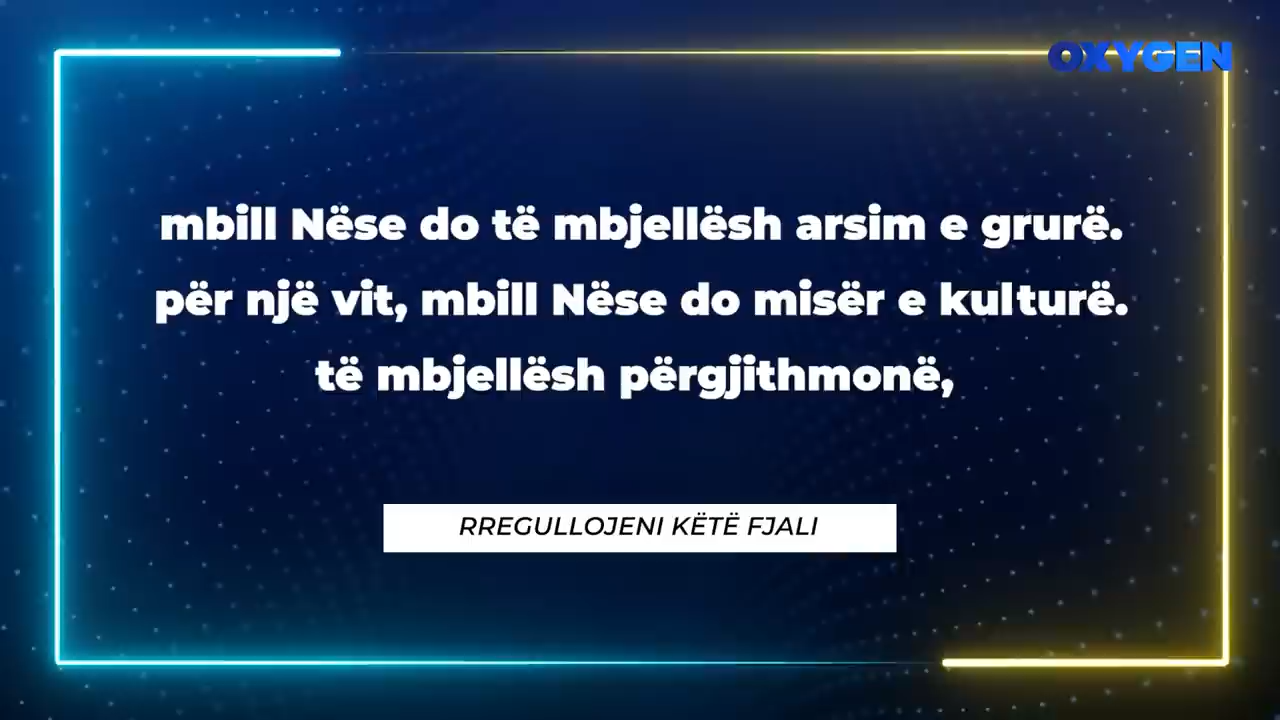 OXYGEN
mbill Nëse do të mbjellësh arsim e grurë.
për një vit, mbill Nëse do misër e kulturë.
të mbjellësh përgjithmonë,
RREGULLOJENI KËTË FJALI